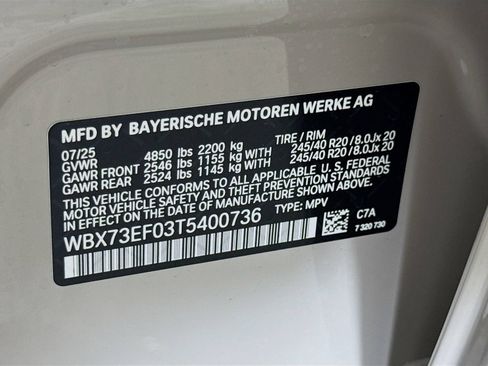 MFD BY BAYERISCHE MOTOREN WERKE AG
07/25 4850 lbs 2200 kg TIRE / RIM
GVWR
GAWR FRONT 2546 lbs 1155 kg WITH 245/40 R20 / 8.0Jx 20
GAWR REAR 2524 lbs 1145 kg WITH 245/40 R20 / 8.0Jx 20
THIS VEHICLE CONFORMS TO ALL APPLICABLE U. S. FEDERAL
MOTOR VEHICLE SAFETY AND THEFT PREVENTION STANDARDS
IN EFFECT ON THE DATE OF MANUFACTURE SHOWN ABOVE.
WBX73EF03T5400736 TYPE: MPV
C7A
7 320 730